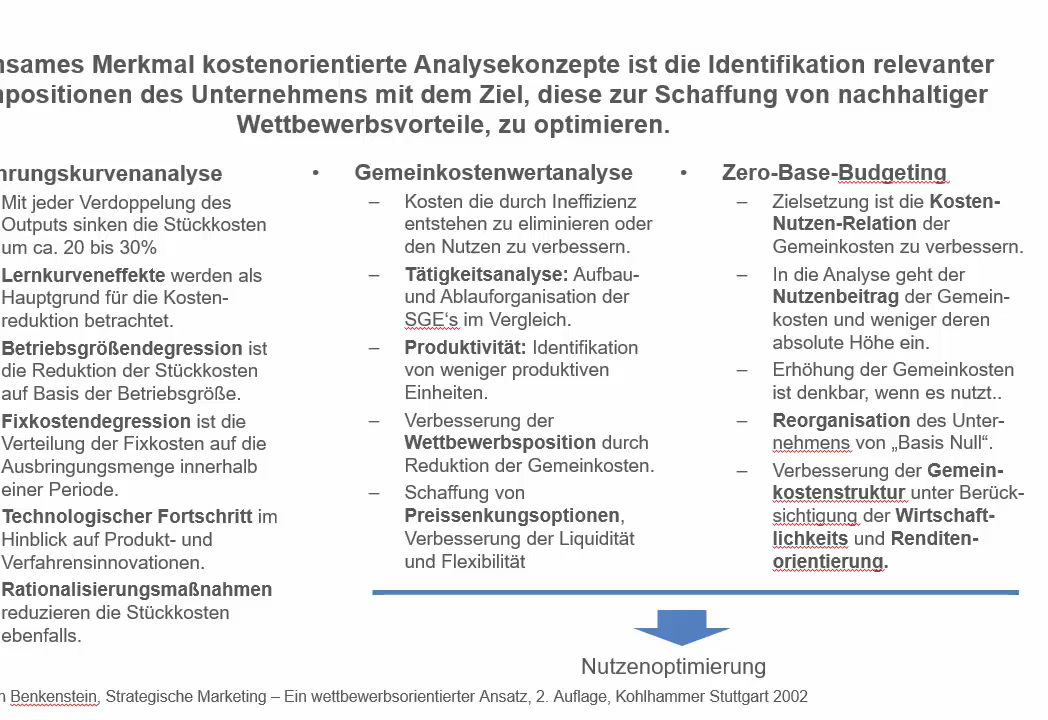 nsames Merkmal kostenorientierte Analysekonzepte ist die Identifikation relevanter
npositionen des Unternehmens mit dem Ziel, diese zur Schaffung von nachhaltiger
Wettbewerbsvorteile, zu optimieren.
hrungskurvenanalyse
Mit jeder Verdoppelung des
Outputs sinken die Stückkosten
um ca. 20 bis 30%
Lernkurveneffekte werden als
Hauptgrund für die Kosten-
reduktion betrachtet.
Betriebsgrößendegression ist
die Reduktion der Stückkosten
auf Basis der Betriebsgröße.
Fixkostendegression ist die
Verteilung der Fixkosten auf die
Ausbringungsmenge innerhalb
einer Periode.
Technologischer Fortschritt im
Hinblick auf Produkt- und
Verfahrensinnovationen.
Rationalisierungsmaßnahmen
reduzieren die Stückkosten
ebenfalls.
• Gemeinkostenwertanalyse
– Kosten die durch Ineffizienz
entstehen zu eliminieren oder
den Nutzen zu verbessern.
– Tätigkeitsanalyse: Aufbau-
und Ablauforganisation der
SGE‘s im Vergleich.
– Produktivität: Identifikation
von weniger produktiven
Einheiten.
– Verbesserung der
Wettbewerbsposition durch
Reduktion der Gemeinkosten.
– Schaffung von
Preissenkungsoptionen,
Verbesserung der Liquidität
und Flexibilität
• Zero-Base-Budgeting
– Zielsetzung ist die Kosten-
Nutzen-Relation der
Gemeinkosten zu verbessern.
– In die Analyse geht der
Nutzenbeitrag der Gemein-
kosten und weniger deren
absolute Höhe ein.
– Erhöhung der Gemeinkosten
ist denkbar, wenn es nutzt..
– Reorganisation des Unter-
nehmens von „Basis Null“.
– Verbesserung der Gemein-
kostenstruktur unter Berück-
sichtigung der Wirtschaft-
lichkeits und Renditen-
orientierung.
Nutzenoptimierung
n Benkenstein, Strategische Marketing – Ein wettbewerbsorientierter Ansatz, 2. Auflage, Kohlhammer Stuttgart 2002